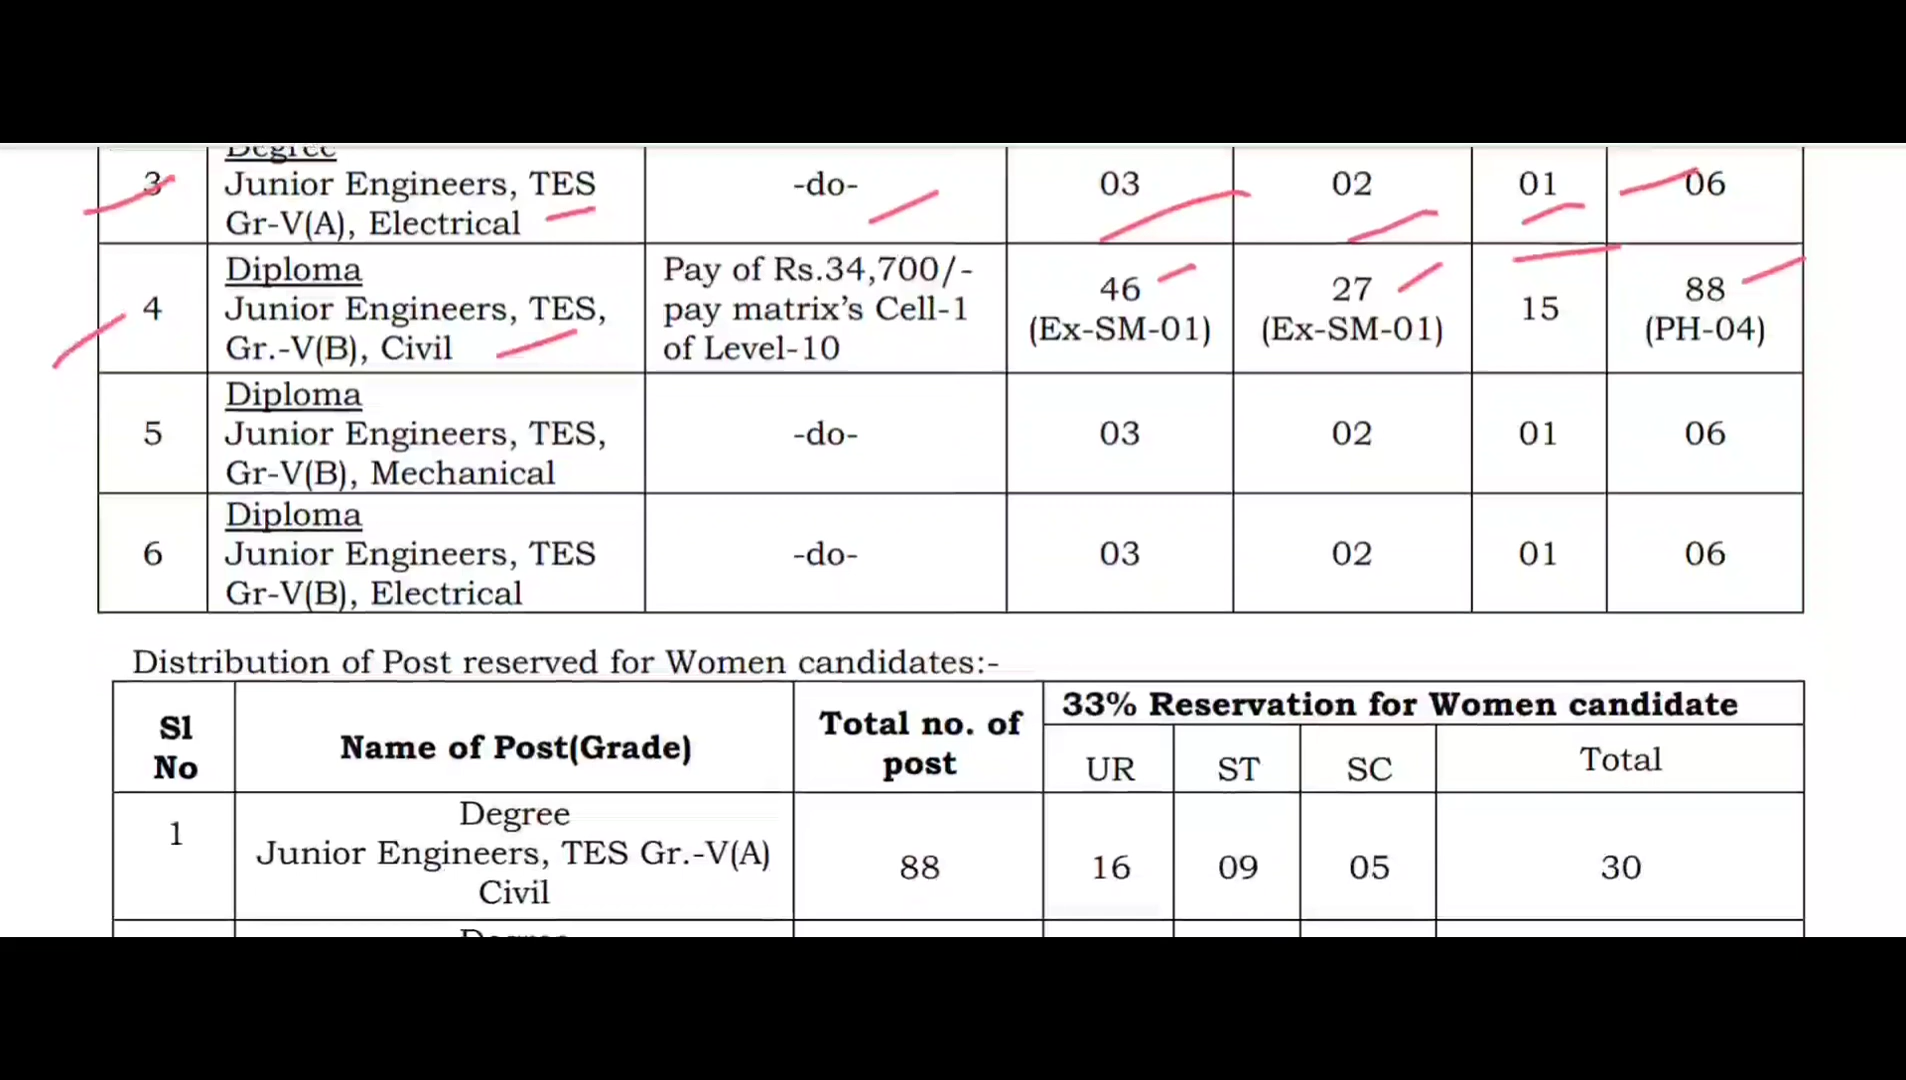 Degree
3 Junior Engineers, TES -do- 03 02 01 06
Gr-V(A), Electrical
Diploma Pay of Rs.34,700/-
4 Junior Engineers, TES, pay matrix's Cell-1 46 27 15 88
(Ex-SM-01) (Ex-SM-01) (PH-04)
Gr.-V(B), Civil of Level-10
Diploma
5 Junior Engineers, TES, -do- 03 02 01 06
Gr-V(B), Mechanical
Diploma
6 Junior Engineers, TES -do- 03 02 01 06
Gr-V(B), Electrical
Distribution of Post reserved for Women candidates:-
Sl No Name of Post(Grade) Total no. of post 33% Reservation for Women candidate
UR ST SC Total
Degree
1 Junior Engineers, TES Gr.-V(A) 88 16 09 05 30
Civil